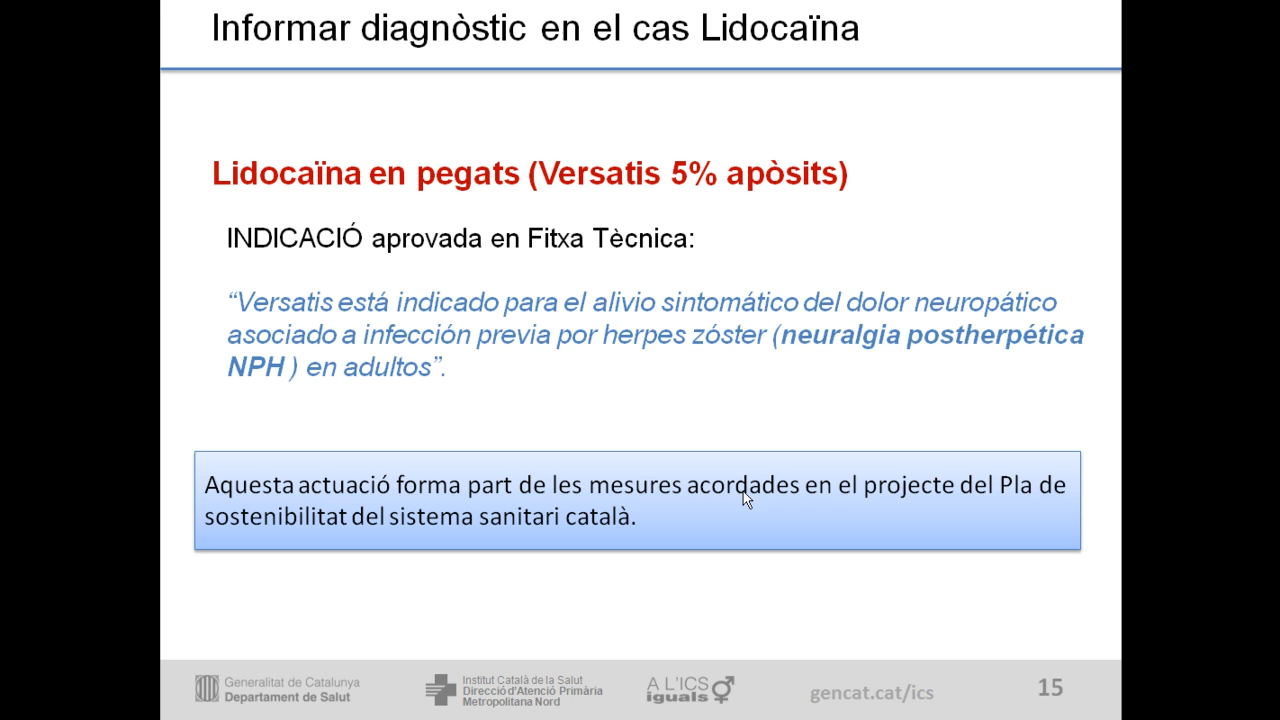 Informar diagnòstic en el cas Lidocaïna
Lidocaïna en pegats (Versatis 5% apòsits)
INDICACIÓ aprovada en Fitxa Tècnica:
“Versatis está indicado para el alivio sintomático del dolor neuropático
asociado a infección previa por herpes zóster (neuralgia postherpética
NPH ) en adultos”.
Aquesta actuació forma part de les mesures acordades en el projecte del Pla de
sostenibilitat del sistema sanitari català.
Generalitat de Catalunya
Departament de Salut
Institut Català de la Salut
Direcció d'Atenció Primària
Metropolitana Nord
A L'ICS
iguals
gencat.cat/ics
15